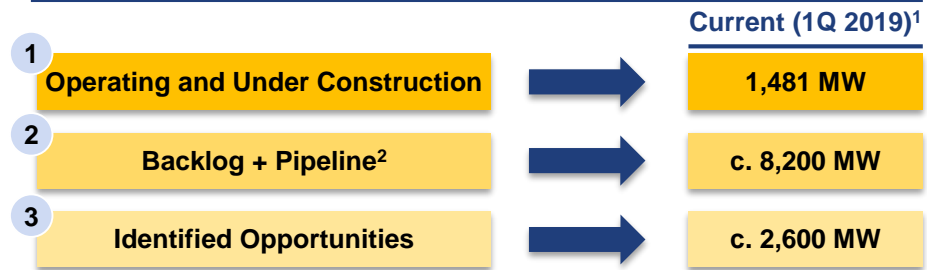 Current (1Q 2019)¹
1
Operating and Under Construction
1,481 MW
2
Backlog + Pipeline²
c. 8,200 MW
3
Identified Opportunities
c. 2,600 MW